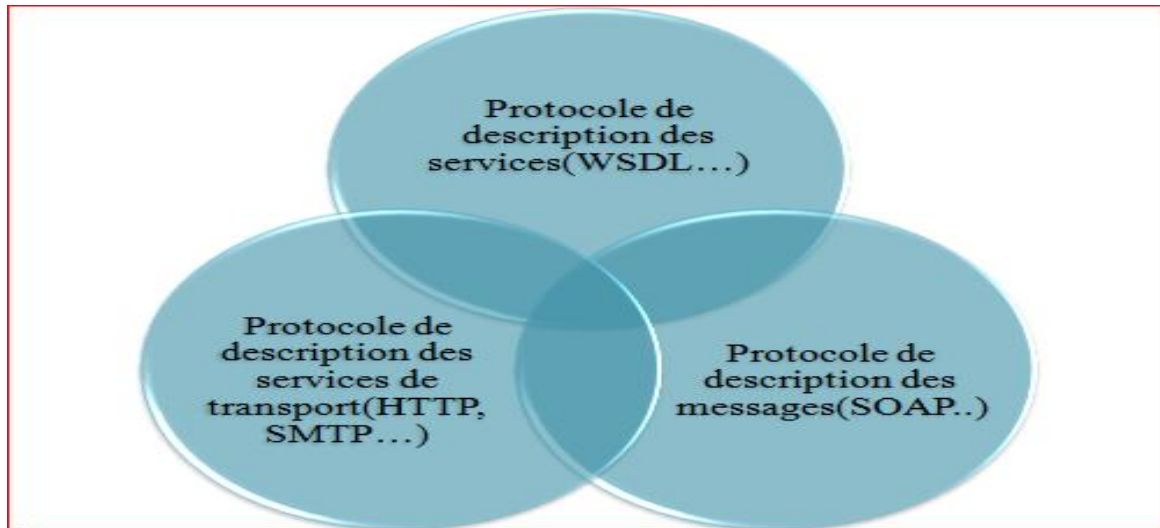 Protocole de
description des
services(WSDL...)
Protocole de
description des
services de
transport(HTTP,
SMTP...)
Protocole de
description des
messages(SOAP..)